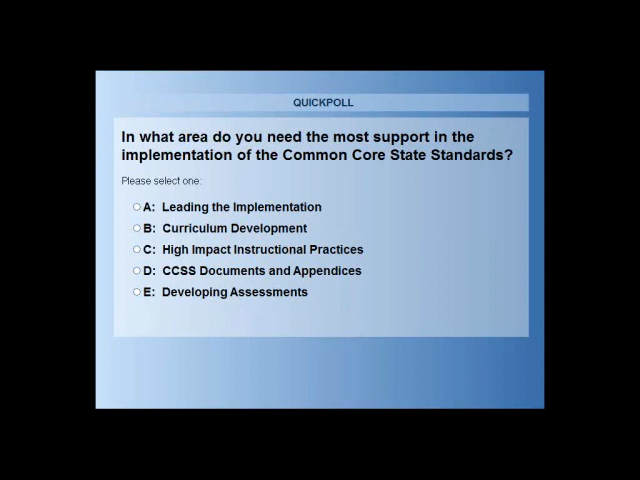 QUICKPOLL
In what area do you need the most support in the
implementation of the Common Core State Standards?
Please select one:
A: Leading the Implementation
B: Curriculum Development
C: High Impact Instructional Practices
D: CCSS Documents and Appendices
E: Developing Assessments